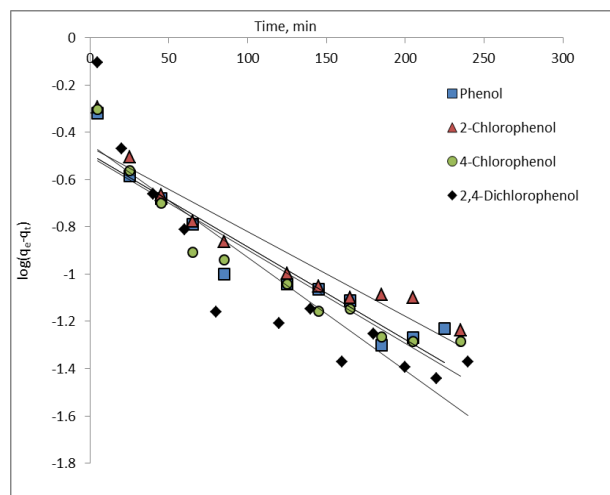 Time, min
0 50 100 150 200 250 300
0
-0.2
-0.4
-0.6
-0.8
-1
-1.2
-1.4
-1.6
-1.8
log(qe-qt)
Phenol
2-Chlorophenol
4-Chlorophenol
2,4-Dichlorophenol